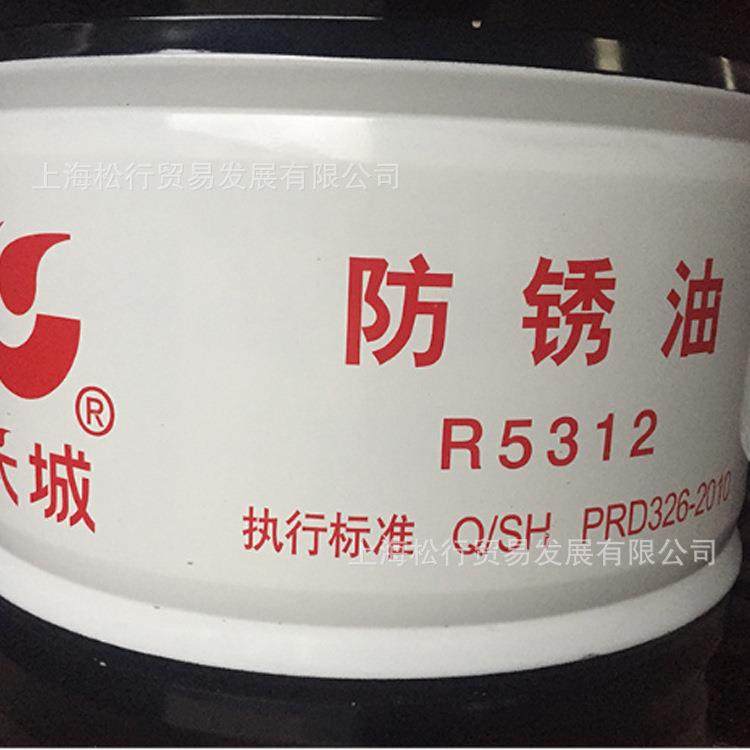 上海松行贸易发展有限公司
防锈油
®
长城
R5312
执行标准 Q/SH PRD326-2010
上海松行贸易发展有限公司